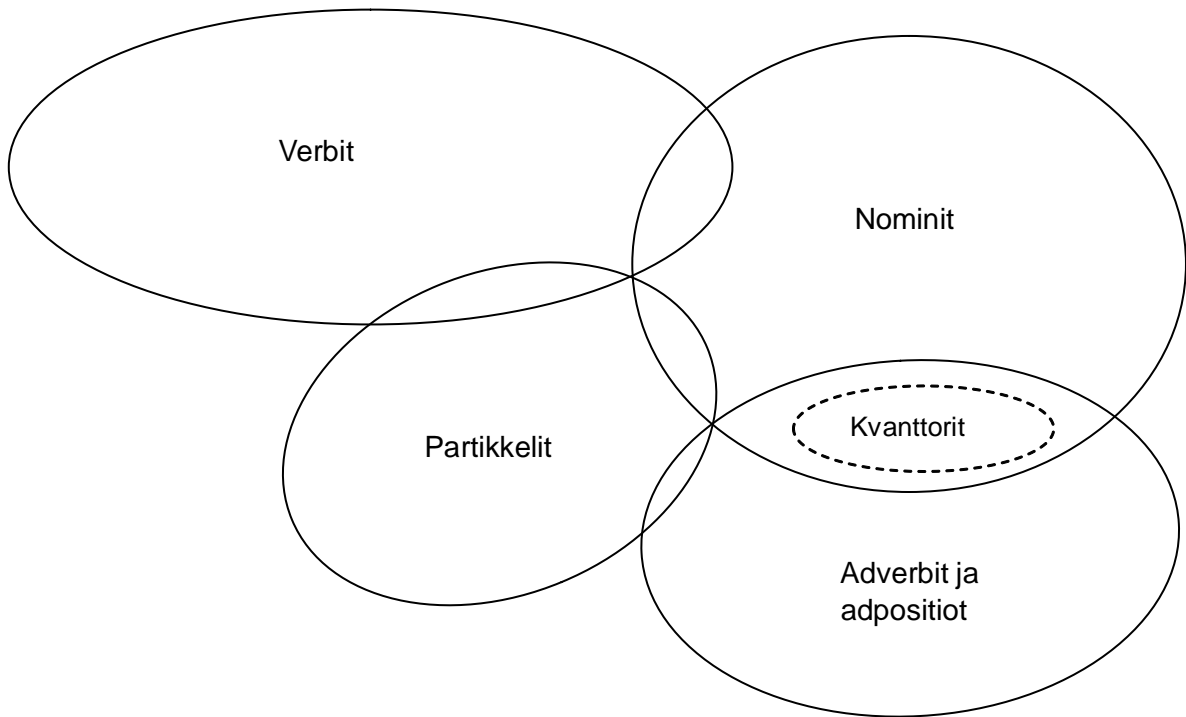 Verbit
Nominit
Kvanttorit
Partikkelit
Adverbit ja
adpositiot